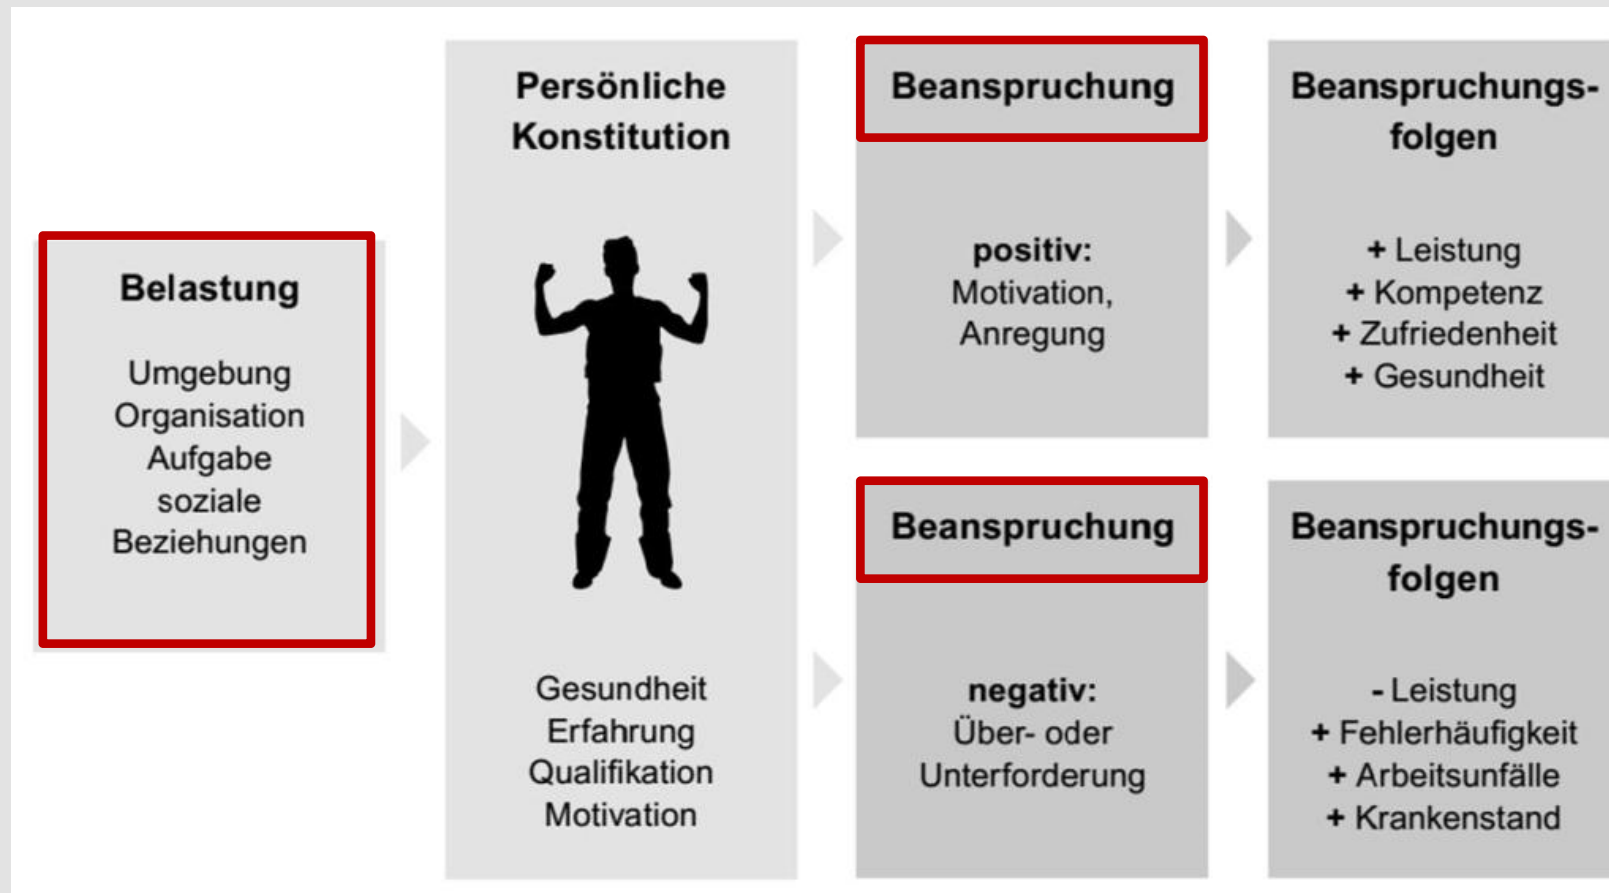 Belastung
Umgebung
Organisation
Aufgabe
soziale
Beziehungen
Persönliche
Konstitution
Gesundheit
Erfahrung
Qualifikation
Motivation
Beanspruchung
positiv:
Motivation,
Anregung
Beanspruchungs-
folgen
+ Leistung
+ Kompetenz
+ Zufriedenheit
+ Gesundheit
Beanspruchung
negativ:
Über- oder
Unterforderung
Beanspruchungs-
folgen
- Leistung
+ Fehlerhäufigkeit
+ Arbeitsunfälle
+ Krankenstand